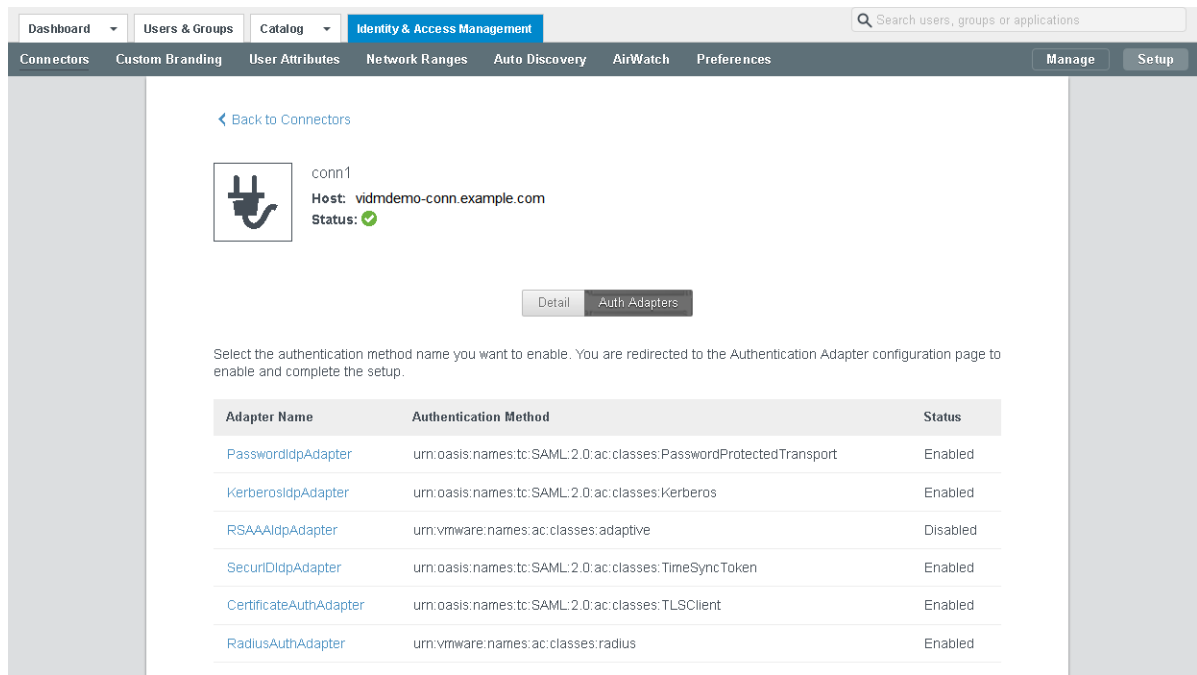 Dashboard Users & Groups Catalog Identity & Access Management Search users, groups or applications
Connectors Custom Branding User Attributes Network Ranges Auto Discovery AirWatch Preferences Manage Setup
Back to Connectors
conn1
Host: vidmdemo-conn.example.com
Status:
Detail Auth Adapters
Select the authentication method name you want to enable. You are redirected to the Authentication Adapter configuration page to
enable and complete the setup.
Adapter Name Authentication Method Status
PasswordIdpAdapter urn:oasis:names:tc:SAML:2.0:ac:classes:PasswordProtectedTransport Enabled
KerberosIdpAdapter urn:oasis:names:tc:SAML:2.0:ac:classes:Kerberos Enabled
RSAAAIdpAdapter urn:vmware:names:ac:classes:adaptive Disabled
SecurIDIdpAdapter urn:oasis:names:tc:SAML:2.0:ac:classes:TimeSyncToken Enabled
CertificateAuthAdapter urn:oasis:names:tc:SAML:2.0:ac:classes:TLSClient Enabled
RadiusAuthAdapter urn:vmware:names:ac:classes:radius Enabled